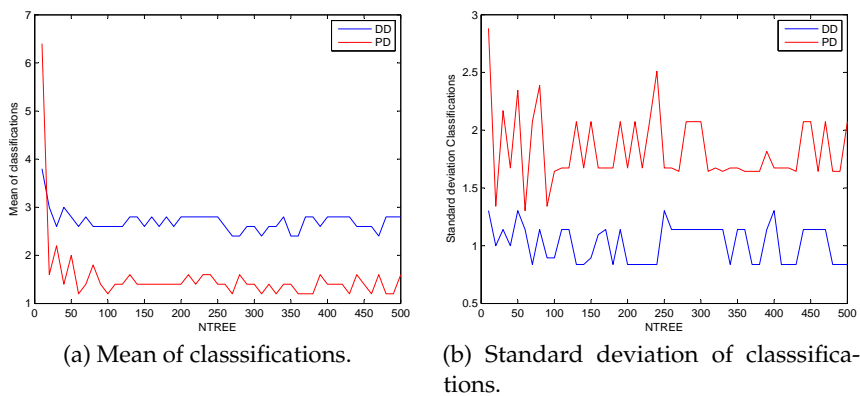 7
6
5
4
3
2
1
0 50 100 150 200 250 300 350 400 450 500
Mean of classifications
NTREE
DD
PD
(a) Mean of classsifications.
3
2.5
2
1.5
1
0.5
0 50 100 150 200 250 300 350 400 450 500
Standard deviation Classifications
NTREE
DD
PD
(b) Standard deviation of classsifica-
tions.